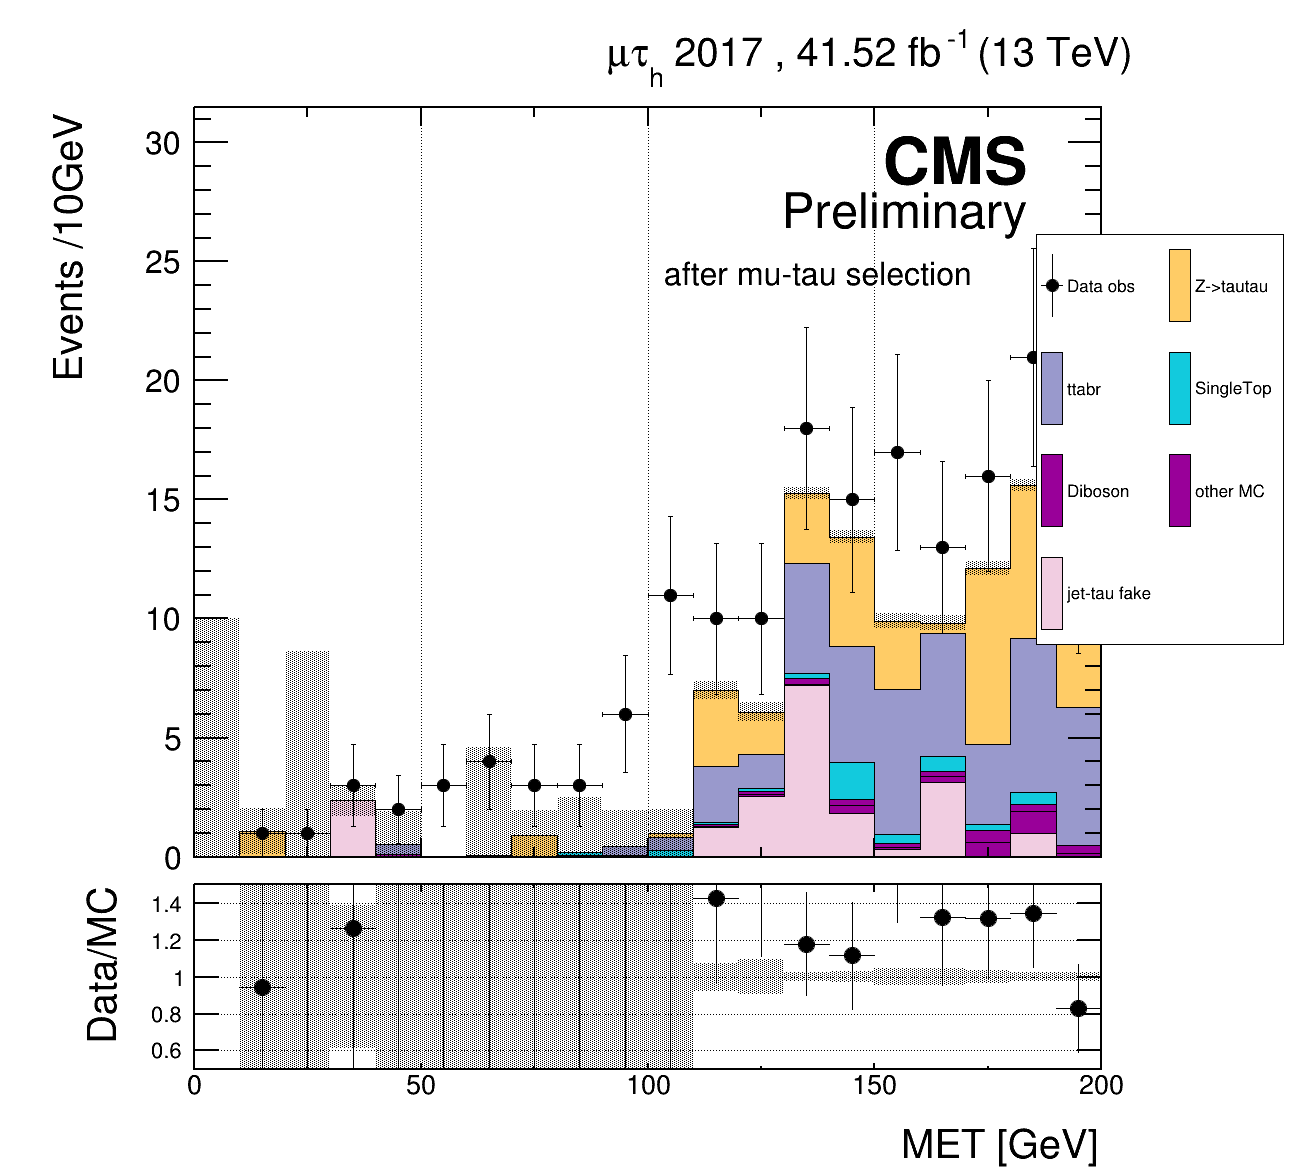 μτh 2017 , 41.52 fb-1 (13 TeV)
Events /10GeV
30
25
20
15
10
5
0
CMS
Preliminary
after mu-tau selection
Data obs
Z->tautau
ttabr
SingleTop
Diboson
other MC
jet-tau fake
Data/MC
1.4
1.2
1
0.8
0.6
0
50
100
150
200
MET [GeV]